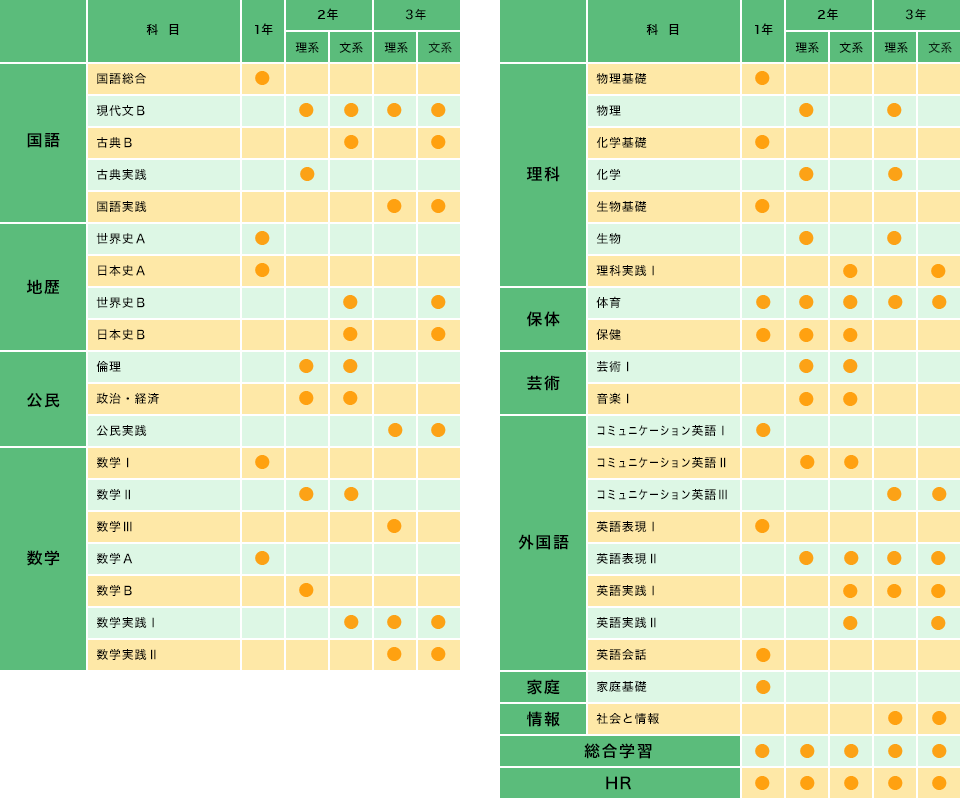 科 目 1年 2年 3年
理系 文系 理系 文系
国語
国語総合
現代文B
古典B
古典実践
国語実践
地歴
世界史A
日本史A
世界史B
日本史B
公民
倫理
政治・経済
公民実践
数学
数学Ⅰ
数学Ⅱ
数学Ⅲ
数学A
数学B
数学実践Ⅰ
数学実践Ⅱ
科 目 1年 2年 3年
理系 文系 理系 文系
理科
物理基礎
物理
化学基礎
化学
生物基礎
生物
理科実践Ⅰ
保体
体育
保健
芸術
芸術Ⅰ
音楽Ⅰ
外国語
コミュニケーション英語Ⅰ
コミュニケーション英語Ⅱ
コミュニケーション英語Ⅲ
英語表現Ⅰ
英語表現Ⅱ
英語実践Ⅰ
英語実践Ⅱ
英語会話
家庭
家庭基礎
情報
社会と情報
総合学習
HR